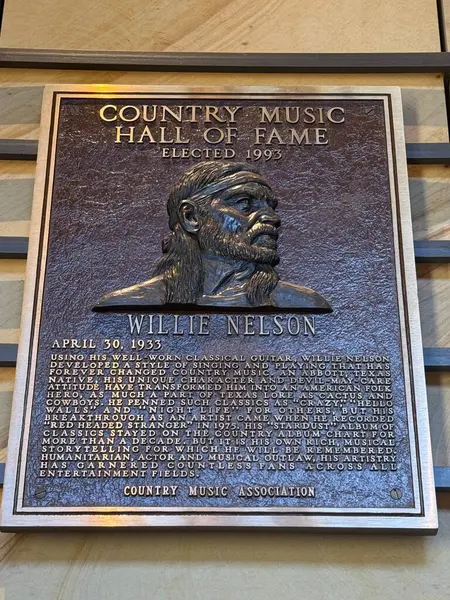 COUNTRY MUSIC
HALL OF FAME
ELECTED 1993
WILLIE NELSON
APRIL 30, 1933
USING HIS WELL-WORN CLASSICAL GUITAR, WILLIE NELSON
DEVELOPED A STYLE OF SINGING AND PLAYING THAT HAS
FOREVER CHANGED COUNTRY MUSIC. AN ABBOTT, TEXAS
NATIVE, HIS UNIQUE CHARACTER AND DEVIL-MAY-CARE
ATTITUDE HAVE TRANSFORMED HIM INTO AN AMERICAN FOLK
HERO, AS MUCH A PART OF TEXAS LORE AS CACTUS AND
COWBOYS. HE PENNED SUCH CLASSICS AS "CRAZY," "HELLO
WALLS" AND "NIGHT LIFE" FOR OTHERS, BUT HIS
BREAKTHROUGH AS AN ARTIST CAME WHEN HE RECORDED
"RED HEADED STRANGER" IN 1975. HIS "STARDUST" ALBUM OF
CLASSICS STAYED ON THE COUNTRY ALBUM CHART FOR
MORE THAN A DECADE. BUT IT IS HIS OWN RICH, MUSICAL
STORYTELLING FOR WHICH HE WILL BE REMEMBERED.
HUMANITARIAN, ACTOR AND MUSICAL OUTLAW, HIS ARTISTRY
HAS GARNERED COUNTLESS FANS ACROSS ALL
ENTERTAINMENT FIELDS.
COUNTRY MUSIC ASSOCIATION